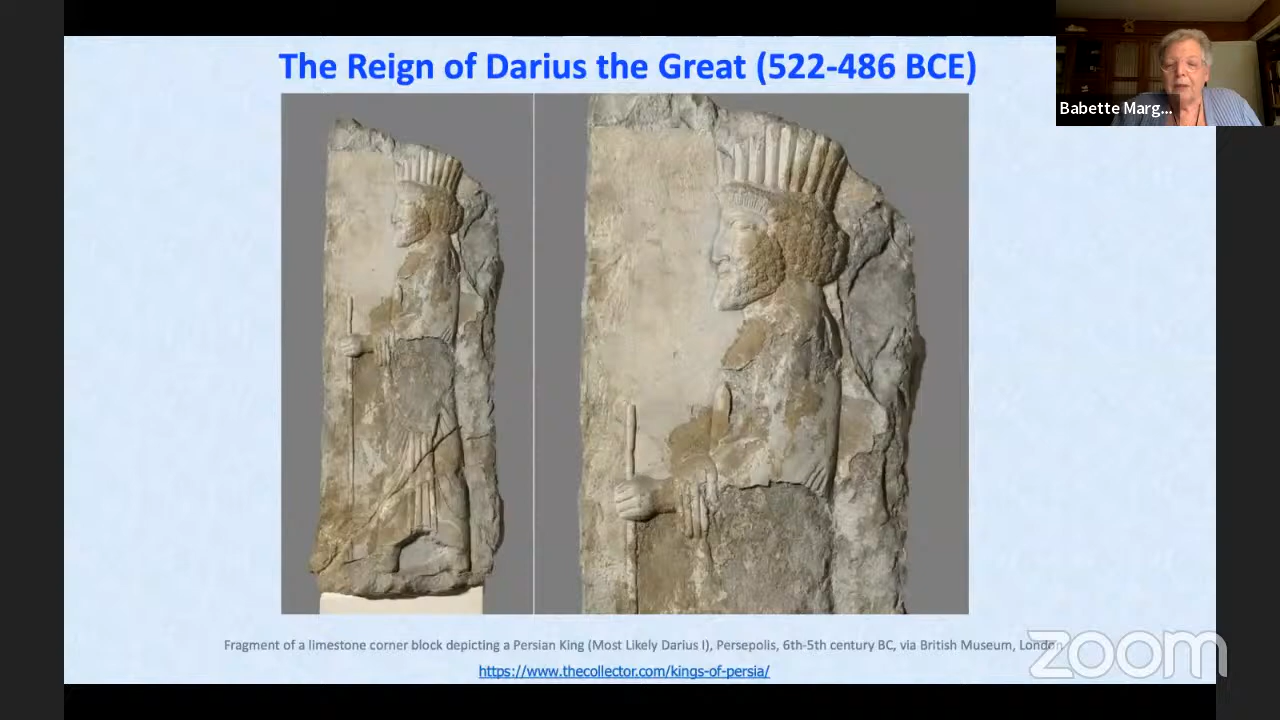 The Reign of Darius the Great (522-486 BCE)
Babette Marg...
Fragment of a limestone corner block depicting a Persian King (Most Likely Darius I), Persepolis, 6th-5th century BC, via British Museum, London
https://www.thecollector.com/kings-of-persia/
zoom